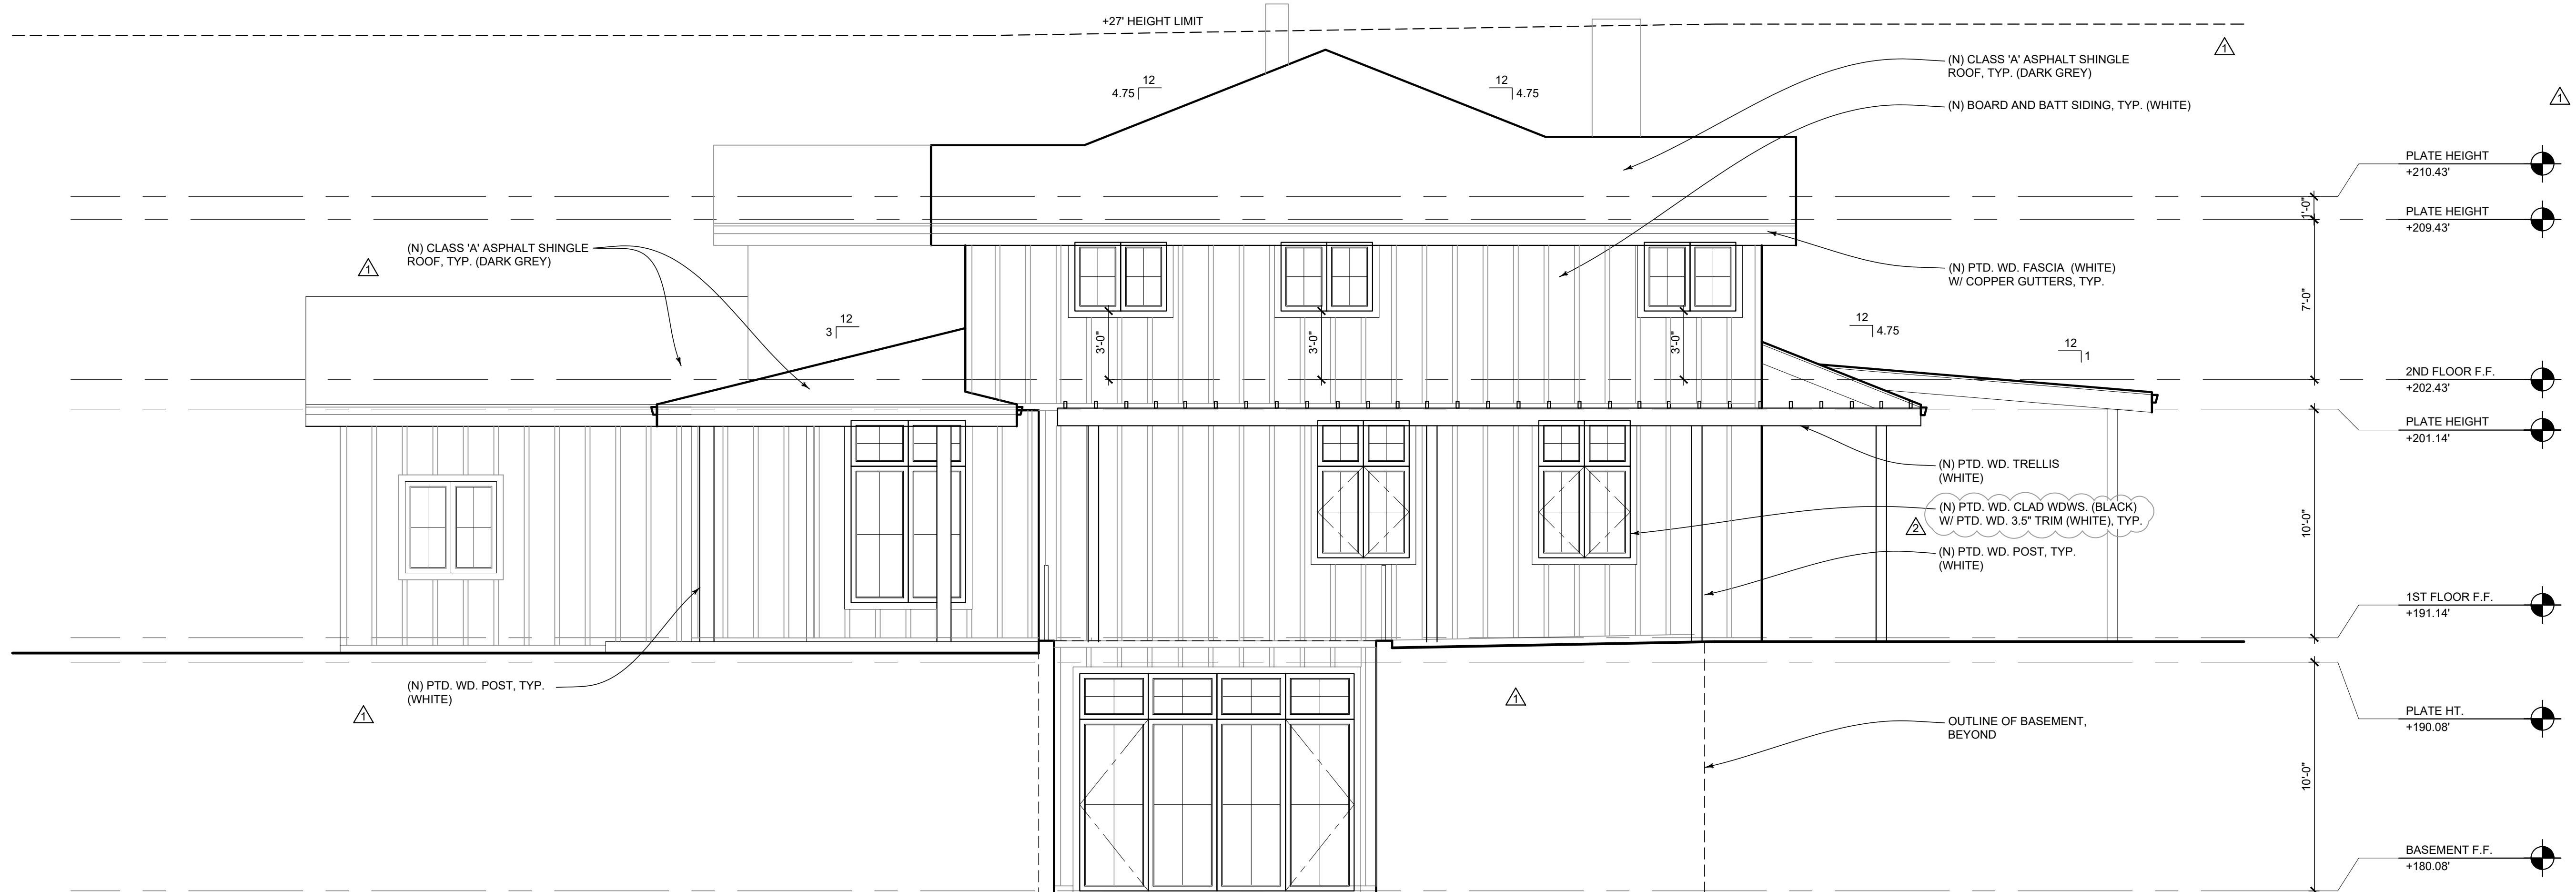 +27' HEIGHT LIMIT
1
(N) CLASS 'A' ASPHALT SHINGLE
ROOF, TYP. (DARK GREY)
12
4.75
12
4.75
1
(N) BOARD AND BATT SIDING, TYP. (WHITE)
PLATE HEIGHT
+210.43'
1'-0"
PLATE HEIGHT
+209.43'
(N) CLASS 'A' ASPHALT SHINGLE
ROOF, TYP. (DARK GREY)
1
(N) PTD. WD. FASCIA (WHITE)
W/ COPPER GUTTERS, TYP.
7'-0"
12
3
3'-0"
3'-0"
3'-0"
12
4.75
12
1
2ND FLOOR F.F.
+202.43'
PLATE HEIGHT
+201.14'
(N) PTD. WD. TRELLIS
(WHITE)
(N) PTD. WD. CLAD WDWS. (BLACK)
W/ PTD. WD. 3.5" TRIM (WHITE), TYP.
2
10'-0"
(N) PTD. WD. POST, TYP.
(WHITE)
1ST FLOOR F.F.
+191.14'
(N) PTD. WD. POST, TYP.
(WHITE)
1
1
OUTLINE OF BASEMENT,
BEYOND
PLATE HT.
+190.08'
10'-0"
BASEMENT F.F.
+180.08'